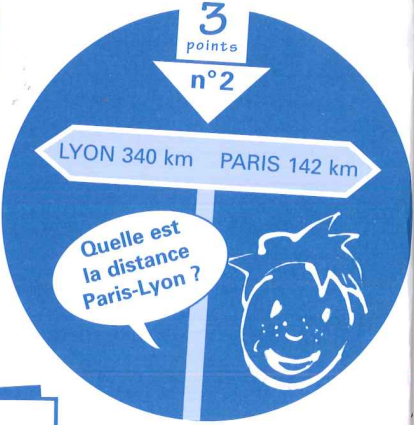 3
points
n°2
LYON 340 km PARIS 142 km
Quelle est
la distance
Paris-Lyon ?